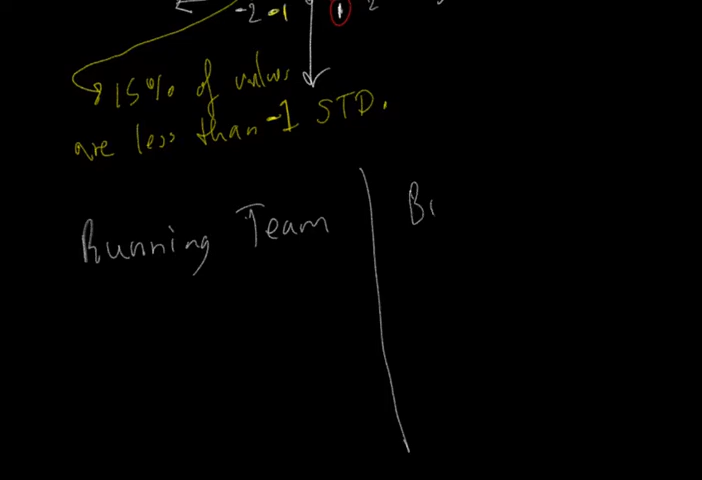 -2 -1 1 2
15% of values
are less than -1 STD.
Running Team